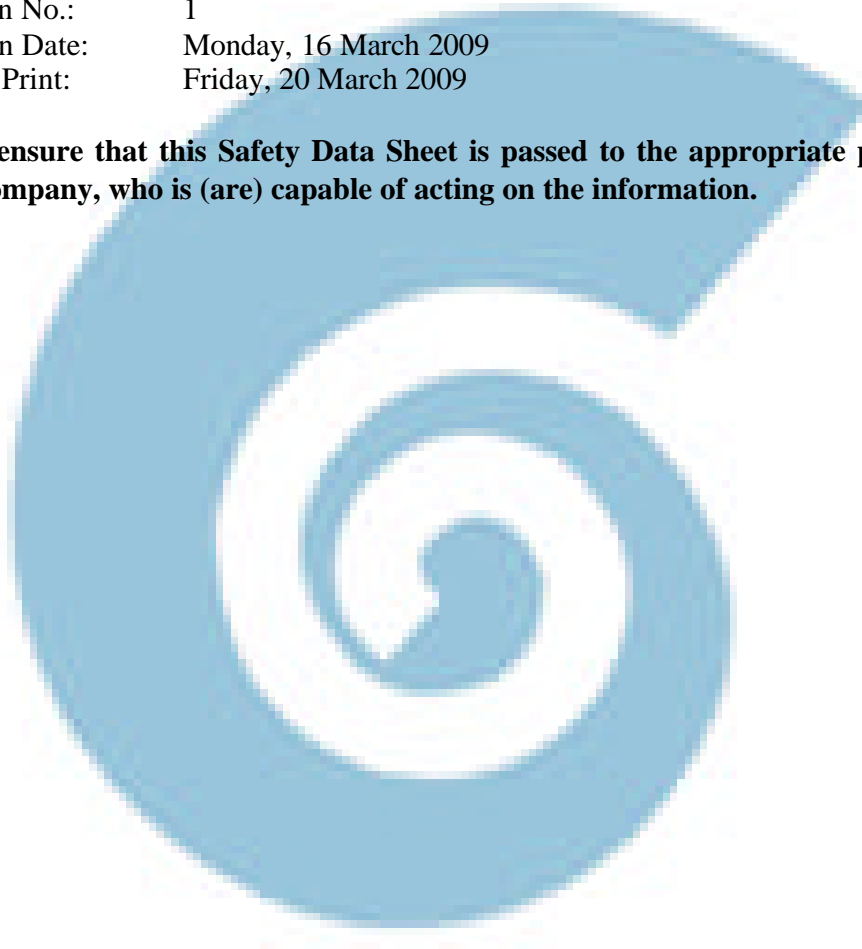 n No.: 1
n Date: Monday, 16 March 2009
Print: Friday, 20 March 2009
ensure that this Safety Data Sheet is passed to the appropriate p
ompany, who is (are) capable of acting on the information.